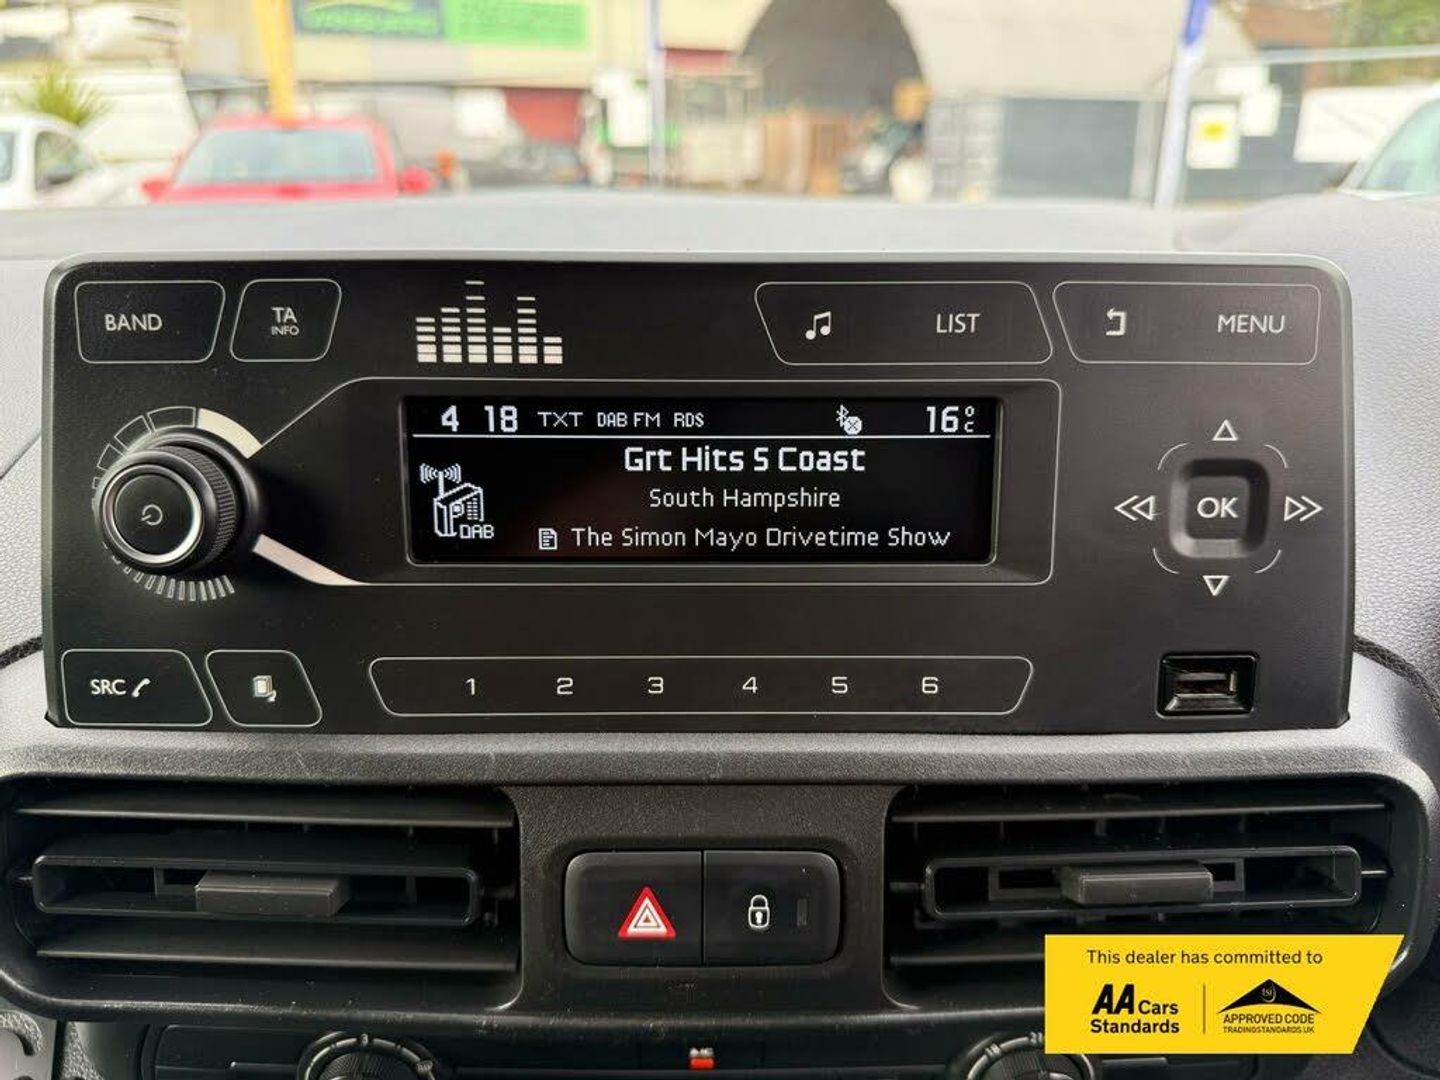 BAND
TA
INFO
LIST
MENU
4 18 TXT DAB FM RDS 16°C
Grt Hits S Coast
South Hampshire
DAB
The Simon Mayo Drivetime Show
OK
SRC
1 2 3 4 5 6
This dealer has committed to
AA Cars
Standards
tsi
APPROVED CODE
TRADINGSTANDARDS.UK